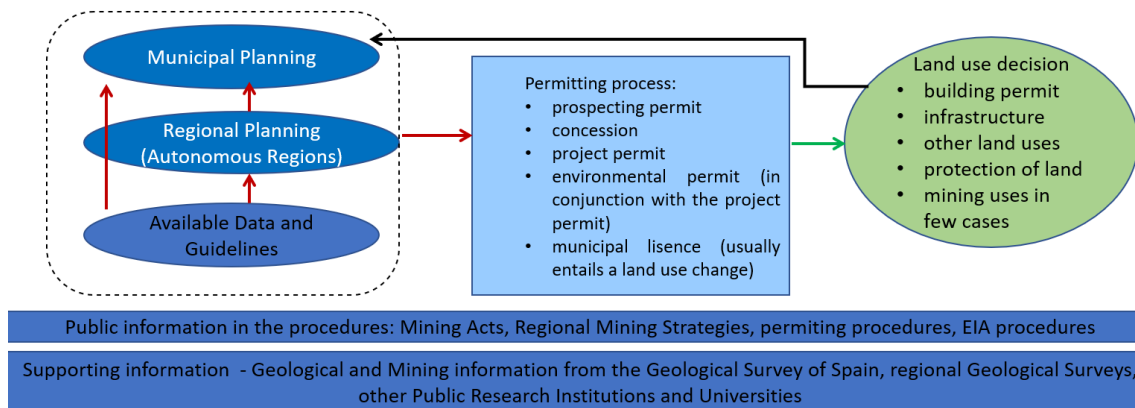 Municipal Planning
Regional Planning
(Autonomous Regions)
Available Data and
Guidelines
Permitting process:
• prospecting permit
• concession
• project permit
• environmental permit (in
conjunction with the project
permit)
• municipal lisence (usually
entails a land use change)
Land use decision
• building permit
• infrastructure
• other land uses
• protection of land
• mining uses in
few cases
Public information in the procedures: Mining Acts, Regional Mining Strategies, permiting procedures, EIA procedures
Supporting information - Geological and Mining information from the Geological Survey of Spain, regional Geological Surveys,
other Public Research Institutions and Universities